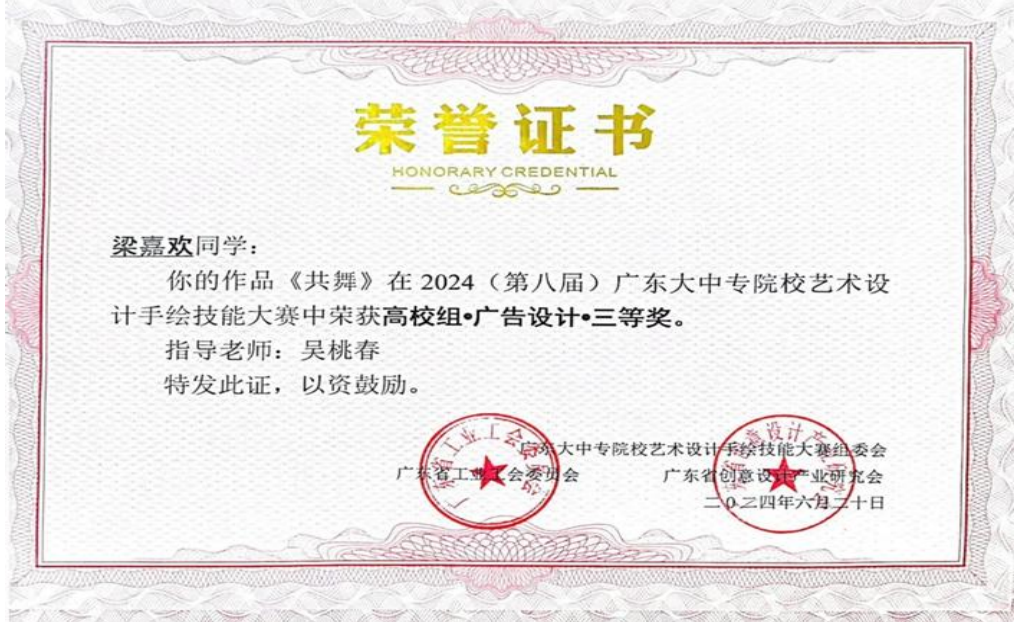 荣誉证书
HONORARY CREDENTIAL
梁嘉欢同学：
你的作品《共舞》在 2024（第八届）广东大中专院校艺术设
计手绘技能大赛中荣获高校组•广告设计•三等奖。
指导老师：吴桃春
特发此证，以资鼓励。
广东大中专院校艺术设计手绘技能大赛组委会
广东省工业工会委员会 广东省创意设计产业研究会
二0二四年六月二十日